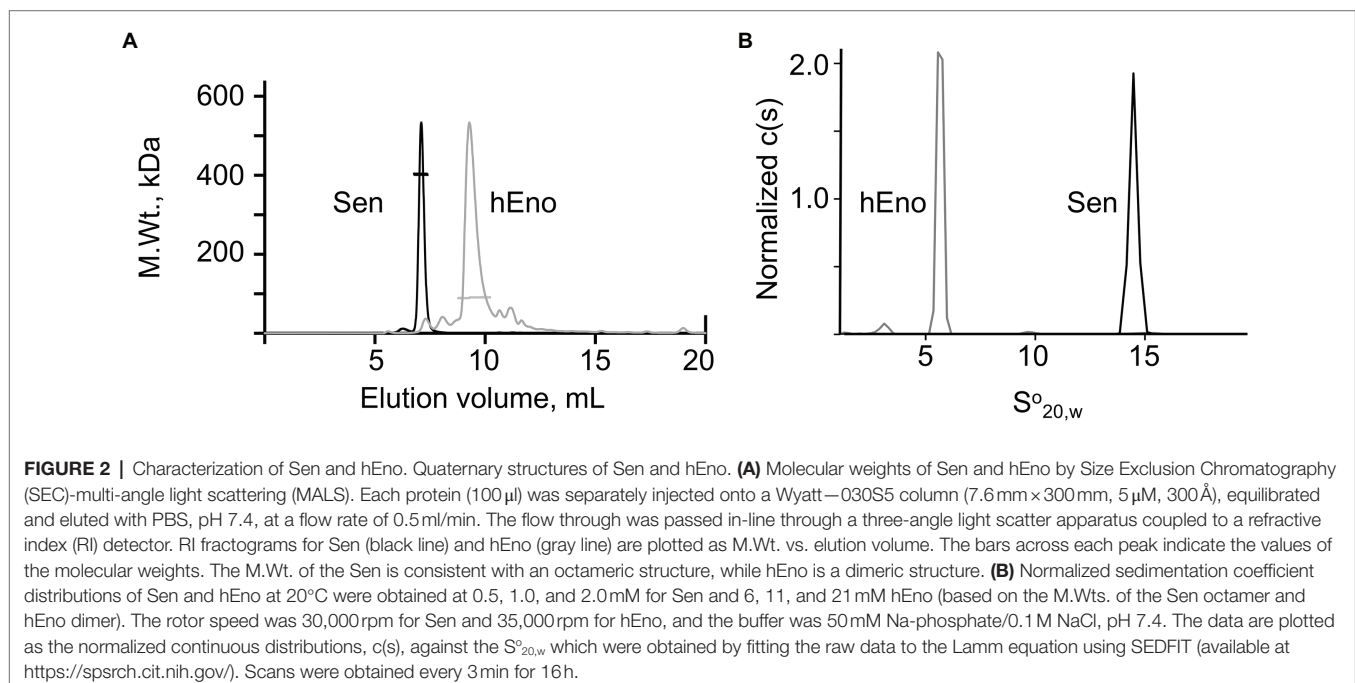 A
B
600
400
200
M.Wt., kDa
Sen
hEno
5
10
15
20
Elution volume, mL
2.0
1.0
Normalized c(s)
hEno
Sen
5
10
15
S°20,w
FIGURE 2 | Characterization of Sen and hEno. Quaternary structures of Sen and hEno. (A) Molecular weights of Sen and hEno by Size Exclusion Chromatography
(SEC)-multi-angle light scattering (MALS). Each protein (100 μl) was separately injected onto a Wyatt—030S5 column (7.6 mm × 300 mm, 5 μM, 300 Å), equilibrated
and eluted with PBS, pH 7.4, at a flow rate of 0.5 ml/min. The flow through was passed in-line through a three-angle light scatter apparatus coupled to a refractive
index (RI) detector. RI fractograms for Sen (black line) and hEno (gray line) are plotted as M.Wt. vs. elution volume. The bars across each peak indicate the values of
the molecular weights. The M.Wt. of the Sen is consistent with an octameric structure, while hEno is a dimeric structure. (B) Normalized sedimentation coefficient
distributions of Sen and hEno at 20°C were obtained at 0.5, 1.0, and 2.0 mM for Sen and 6, 11, and 21 mM hEno (based on the M.Wts. of the Sen octamer and
hEno dimer). The rotor speed was 30,000 rpm for Sen and 35,000 rpm for hEno, and the buffer was 50 mM Na-phosphate/0.1 M NaCl, pH 7.4. The data are plotted
as the normalized continuous distributions, c(s), against the S°20,w which were obtained by fitting the raw data to the Lamm equation using SEDFIT (available at
https://spsrch.cit.nih.gov/). Scans were obtained every 3 min for 16 h.